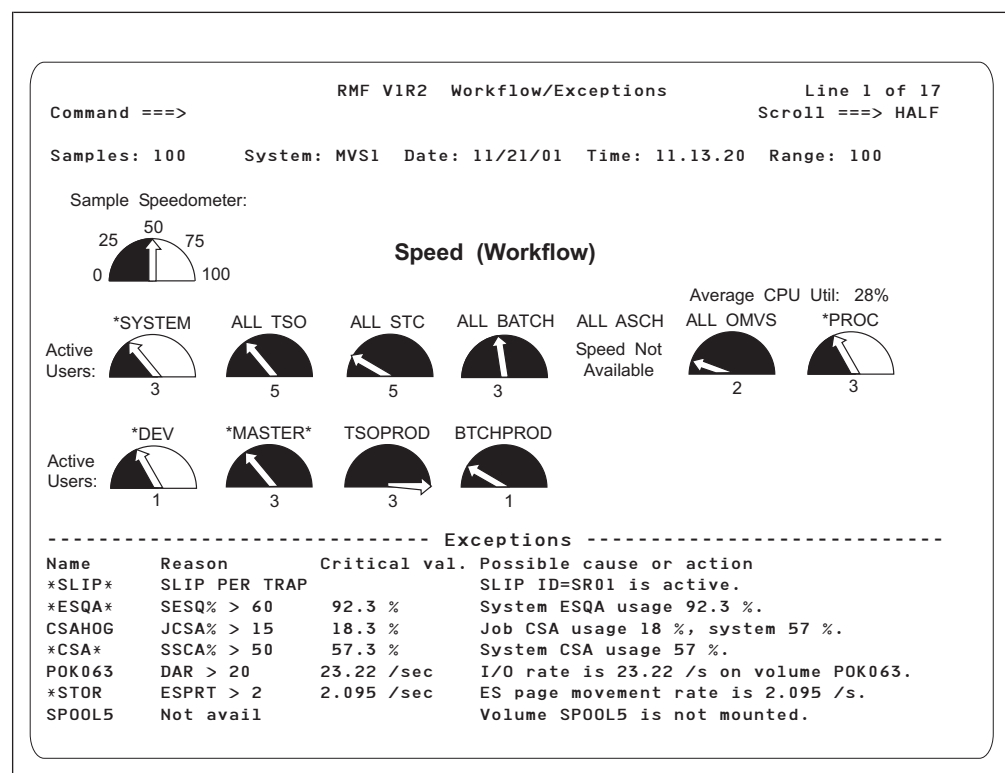 RMF V1R2 Workflow/Exceptions Line 1 of 17
Command ===> Scroll ===> HALF
Samples: 100 System: MVS1 Date: 11/21/01 Time: 11.13.20 Range: 100
Sample Speedometer:
50
25 75
0 100
Speed (Workflow)
Average CPU Util: 28%
*SYSTEM ALL TSO ALL STC ALL BATCH ALL ASCH ALL OMVS *PROC
Active Users: Speed Not Available
3 5 5 3 2 3
*DEV *MASTER* TSOPROD BTCHPROD
Active Users:
1 3 3 1
------------------------------ Exceptions ----------------------------
Name Reason Critical val. Possible cause or action
*SLIP* SLIP PER TRAP SLIP ID=SR01 is active.
*ESQA* SESQ% > 60 92.3 % System ESQA usage 92.3 %.
CSAHOG JCSA% > 15 18.3 % Job CSA usage 18 %, system 57 %.
*CSA* SSCA% > 50 57.3 % System CSA usage 57 %.
POK063 DAR > 20 23.22 /sec I/O rate is 23.22 /s on volume POK063.
*STOR ESPRT > 2 2.095 /sec ES page movement rate is 2.095 /s.
SPOOL5 Not avail Volume SPOOL5 is not mounted.